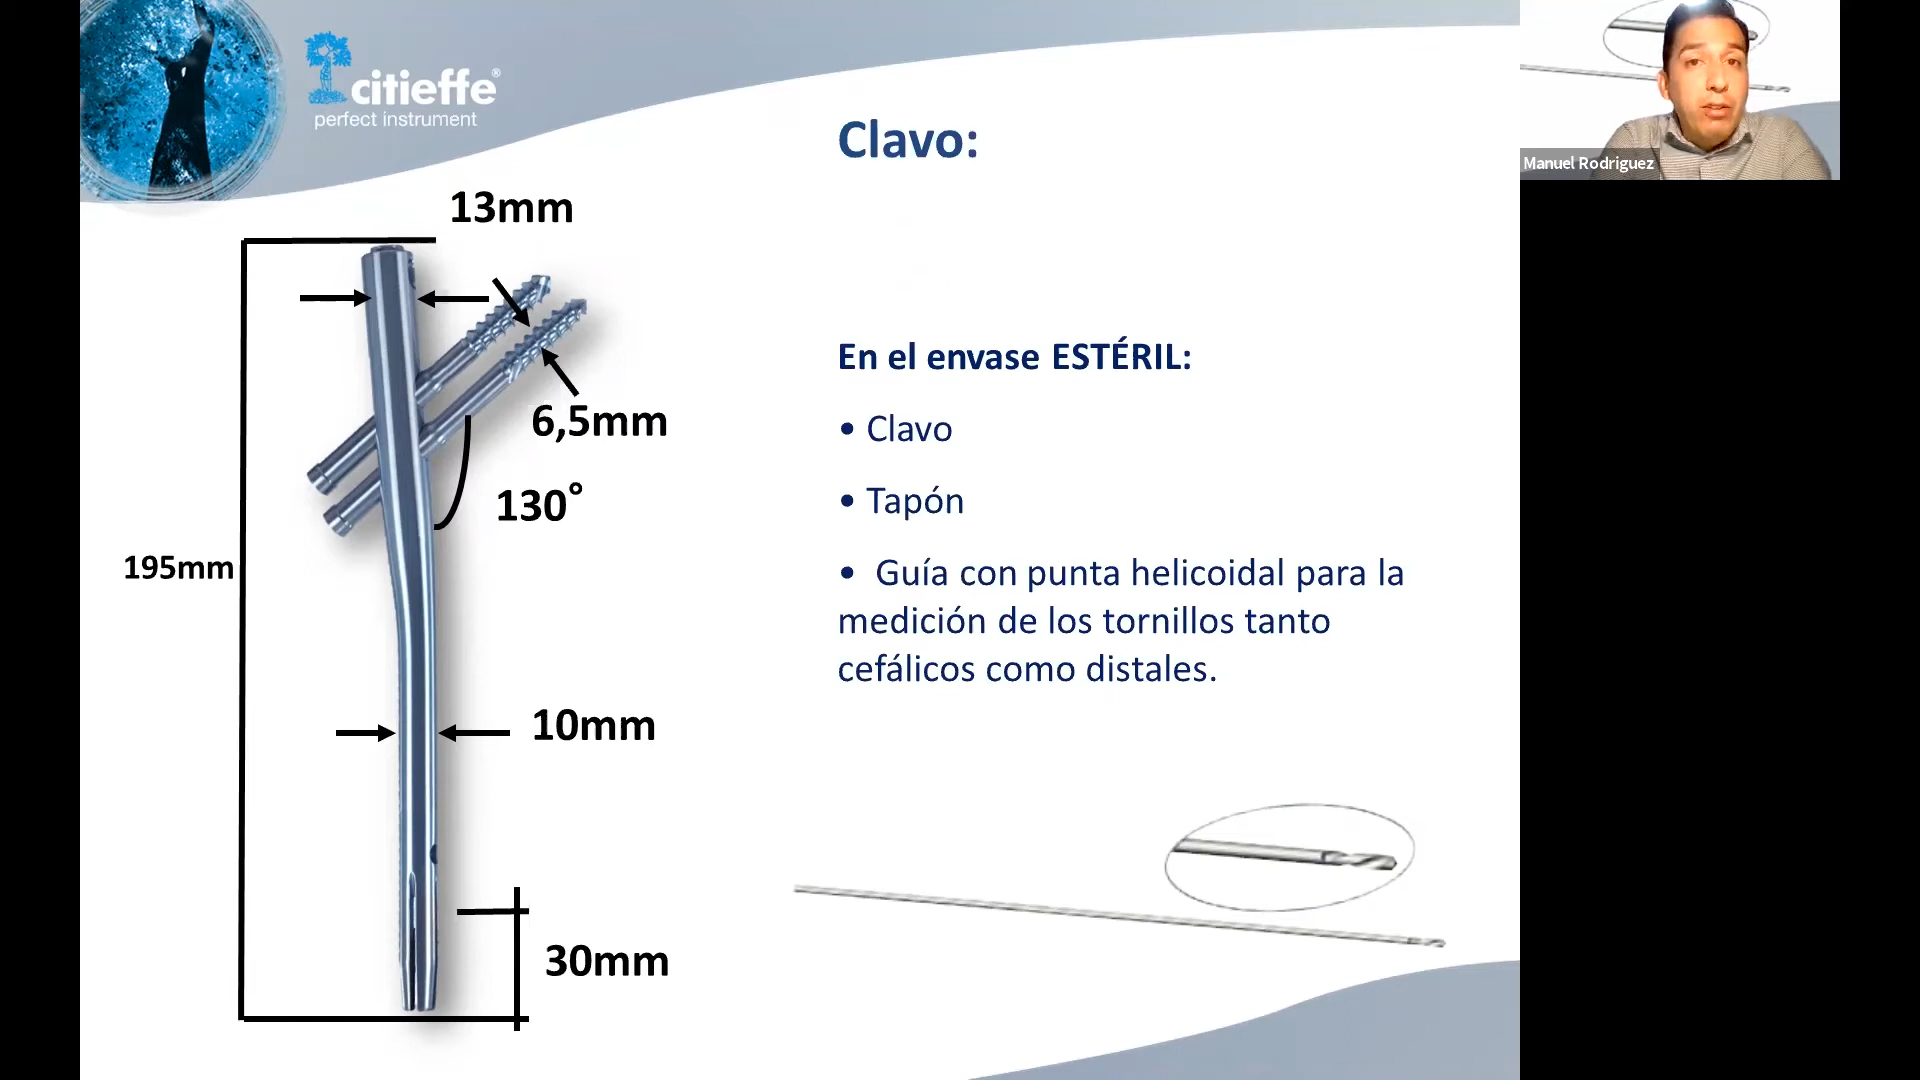 citieffe®
perfect instrument
Clavo:
Manuel Rodriguez
13mm
6,5mm
130°
195mm
10mm
30mm
En el envase ESTÉRIL:
• Clavo
• Tapón
• Guía con punta helicoidal para la
medición de los tornillos tanto
cefálicos como distales.